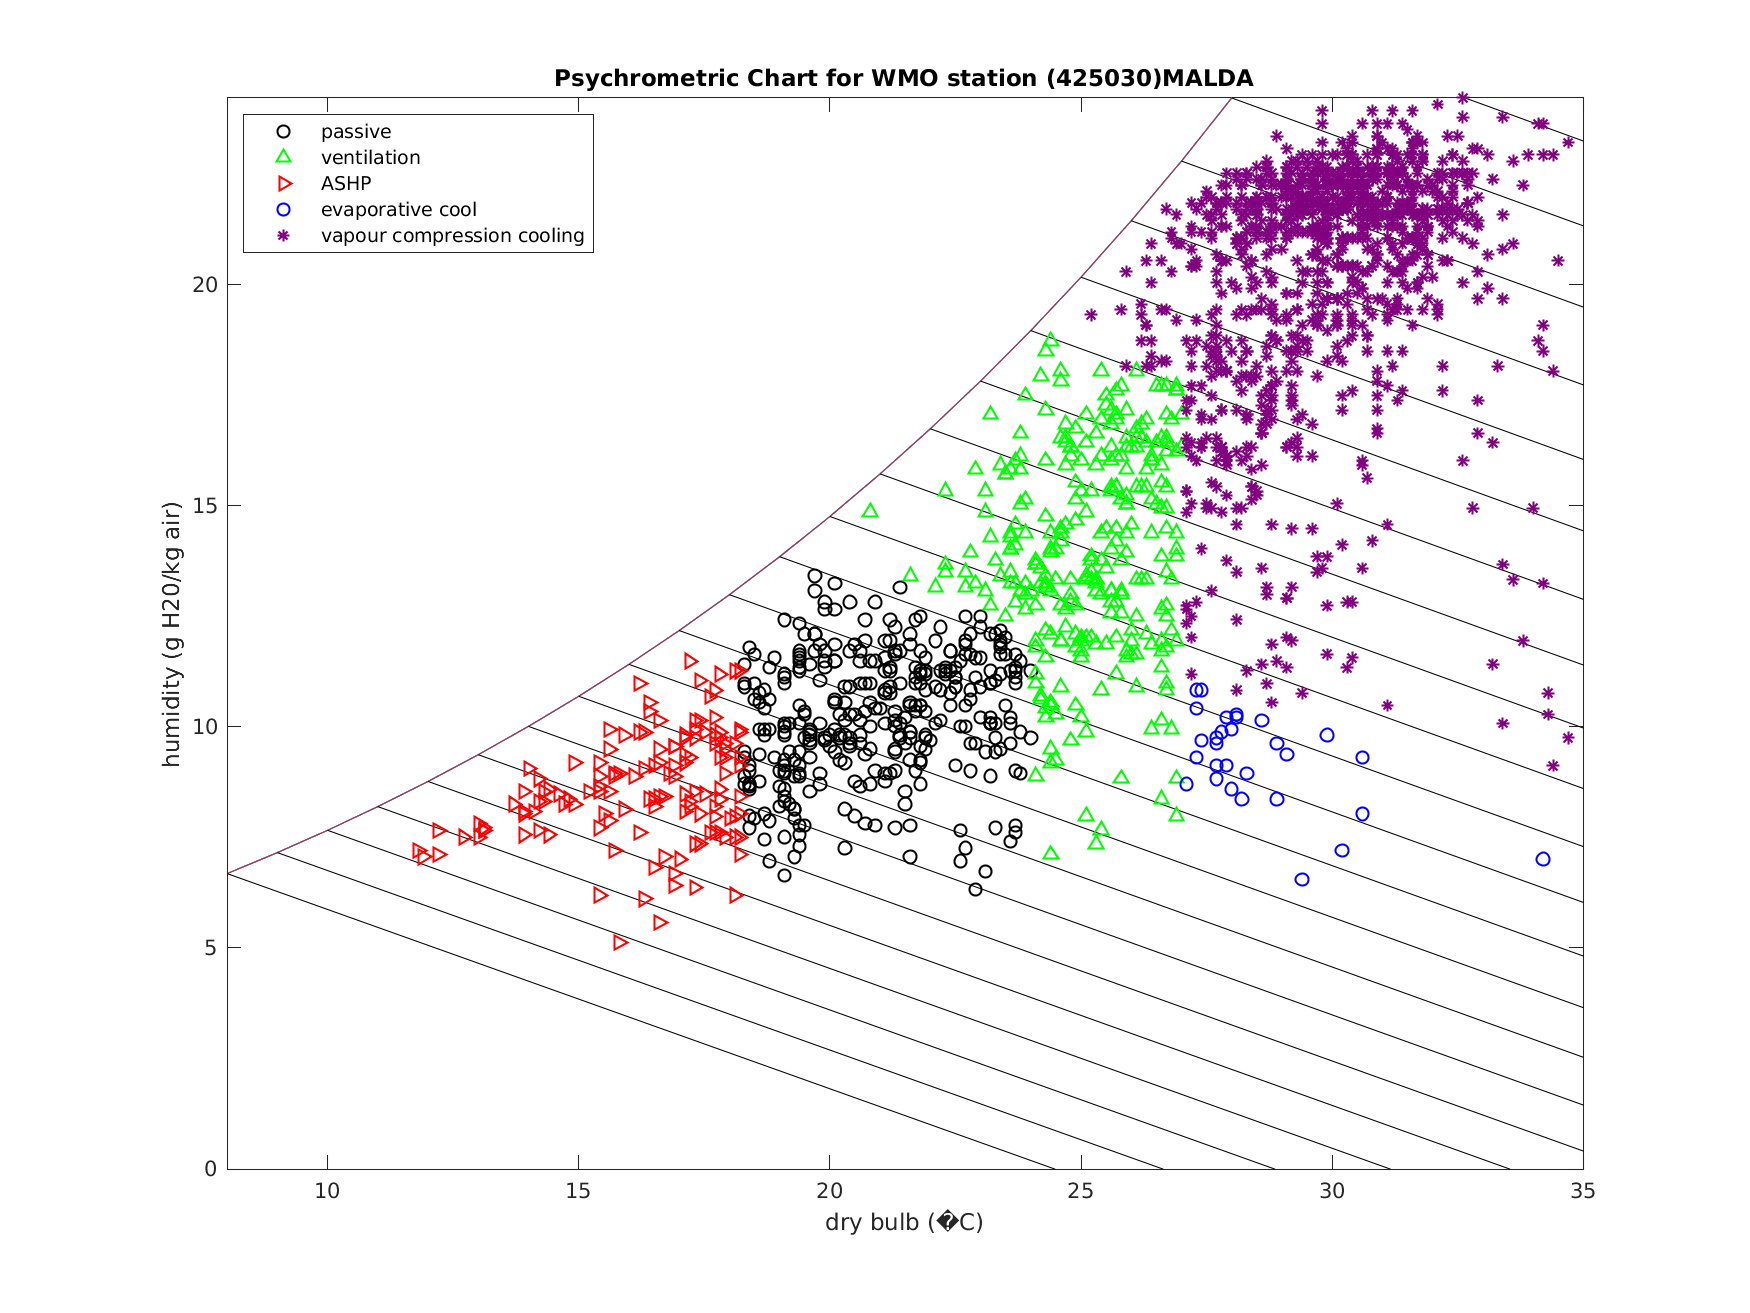 Psychrometric Chart for WMO station (425030)MALDA
passive
ventilation
ASHP
evaporative cool
vapour compression cooling
humidity (g H20/kg air)
20
15
10
5
0
10 15 20 25 30 35
dry bulb (�C)